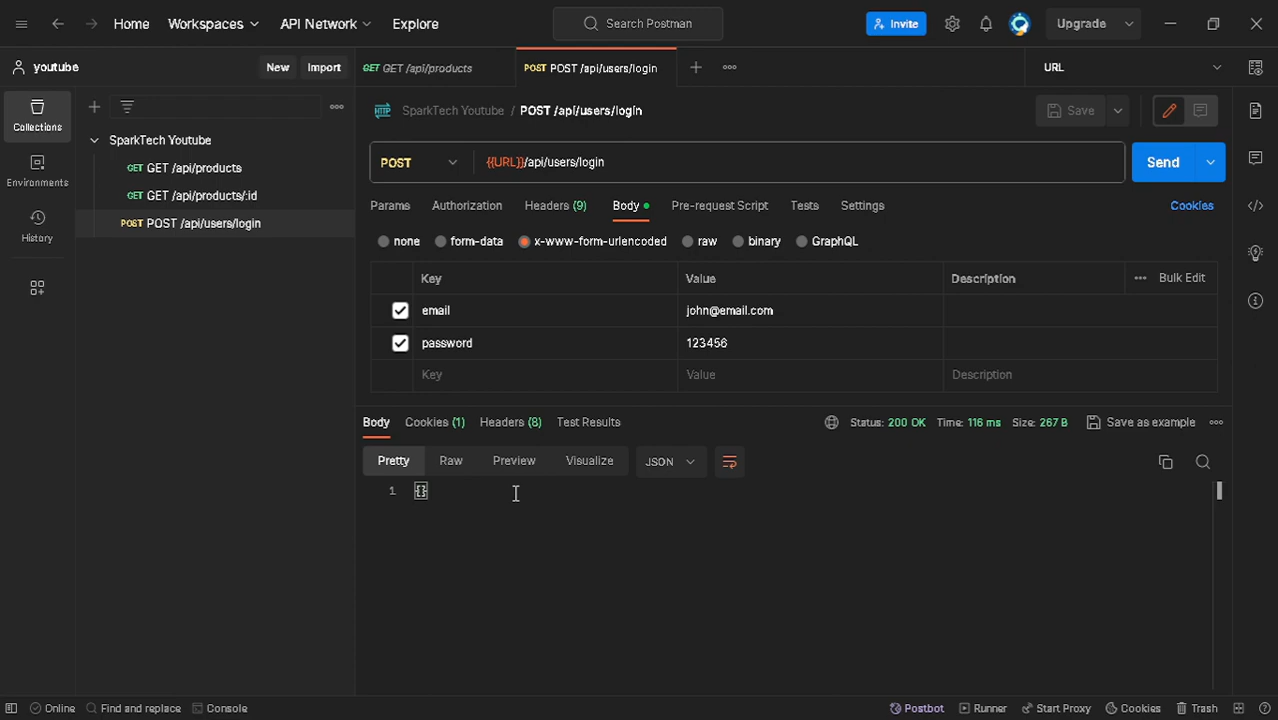 Home Workspaces API Network Explore Search Postman Invite Upgrade
youtube New Import GET GET /api/products POST POST /api/users/login URL
Collections
Environments
History
SparkTech Youtube
GET GET /api/products
GET GET /api/products/:id
POST POST /api/users/login
HTTP SparkTech Youtube / POST /api/users/login Save
POST {{URL}}/api/users/login Send
Params Authorization Headers (9) Body Pre-request Script Tests Settings Cookies
none form-data x-www-form-urlencoded raw binary GraphQL
Key Value Description Bulk Edit
email john@email.com
password 123456
Key Value Description
Body Cookies (1) Headers (8) Test Results Status: 200 OK Time: 116 ms Size: 267 B Save as example
Pretty Raw Preview Visualize JSON
1 {}
Online Find and replace Console Postbot Runner Start Proxy Cookies Trash